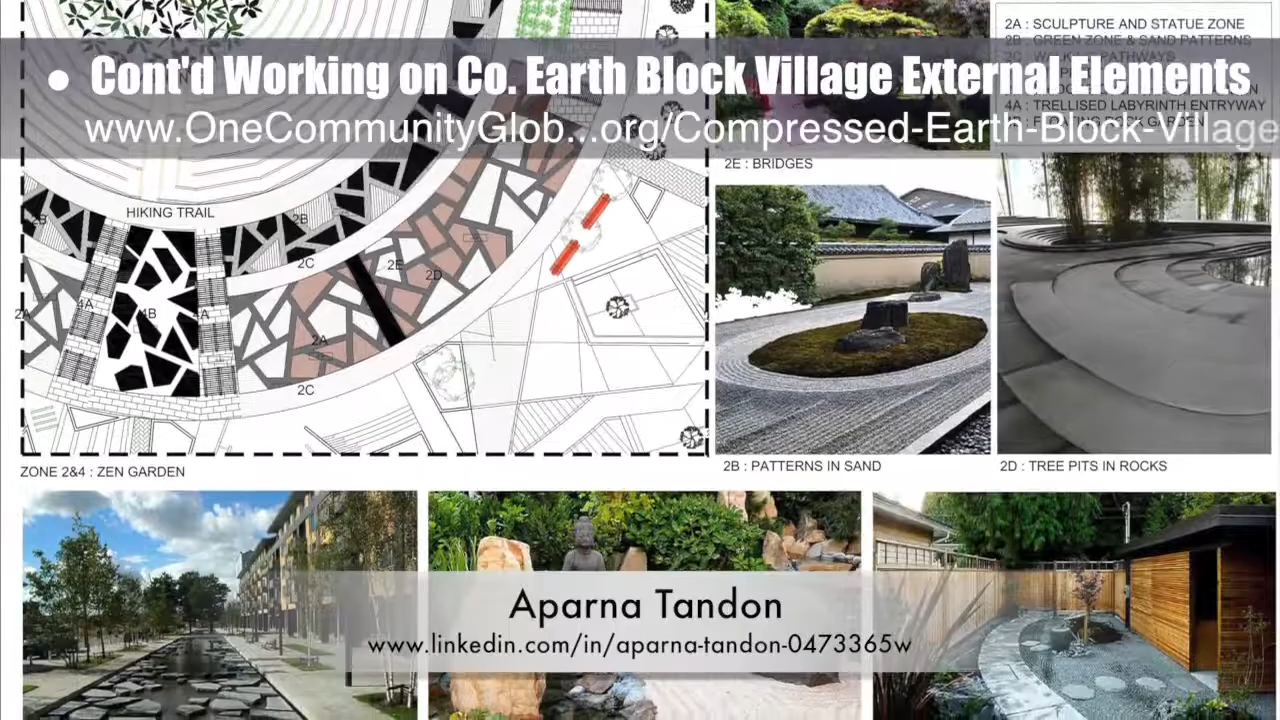 2A : SCULPTURE AND STATUE ZONE
2B : GREEN ZONE & SAND PATTERNS
• Cont'd Working on Co. Earth Block Village External Elements
4A : TRELLISED LABYRINTH ENTRYWAY
www.OneCommunityGlob...org/Compressed-Earth-Block-Village
2E : BRIDGES
HIKING TRAIL
2B
2B
2C
2E
2D
2A
4A
4B
4A
2A
2C
ZONE 2&4 : ZEN GARDEN
2B : PATTERNS IN SAND
2D : TREE PITS IN ROCKS
Aparna Tandon
www.linkedin.com/in/aparna-tandon-0473365w